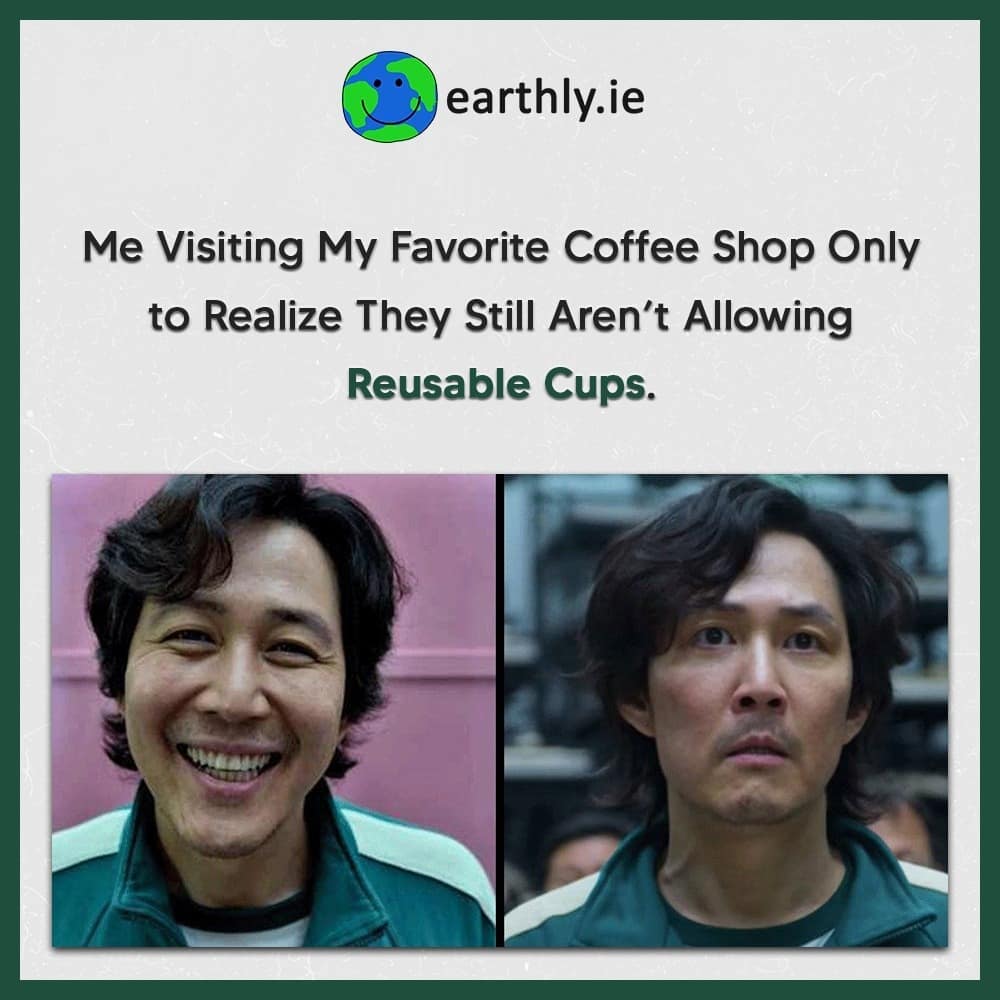 earthly.ie
Me Visiting My Favorite Coffee Shop Only
to Realize They Still Aren't Allowing
Reusable Cups.